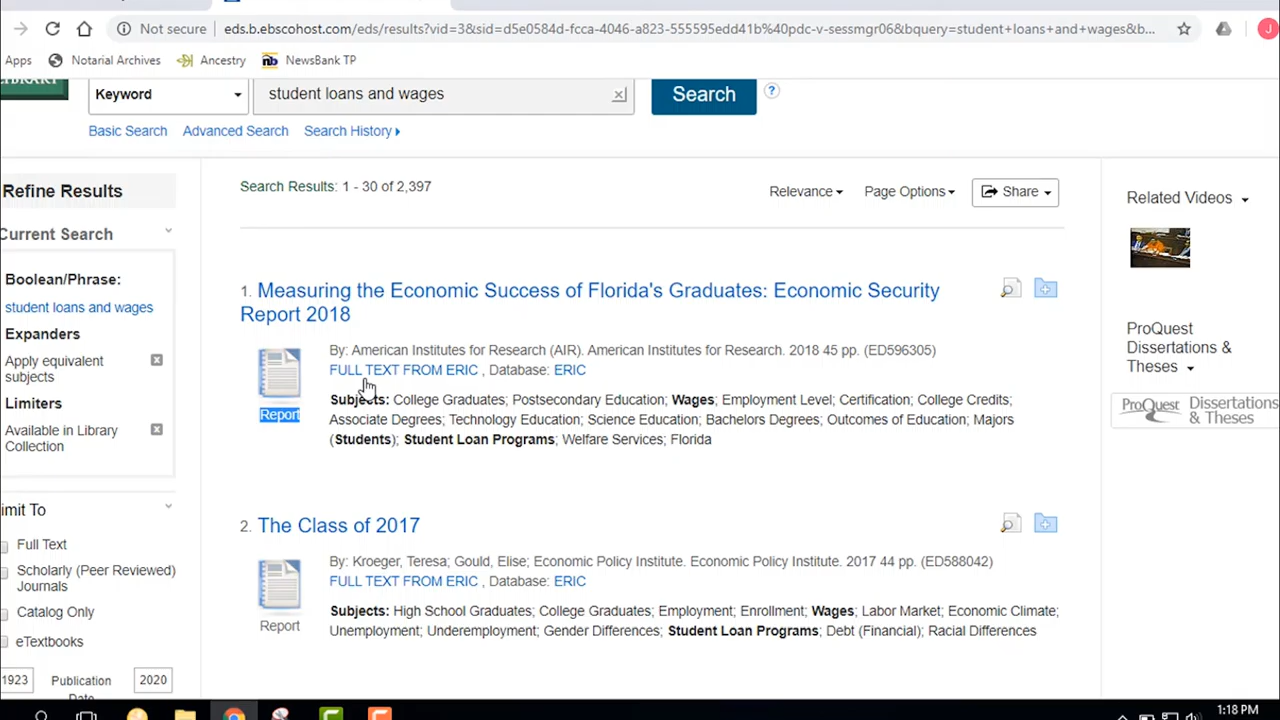 Not secure eds.b.ebscohost.com/eds/results?vid=3&sid=d5e0584d-fcca-4046-a823-555595edd41b%40pdc-v-sessmgr06&bquery=student+loans+and+wages&b... J
Apps Notarial Archives Ancestry nb NewsBank TP
LIBRARY Keyword student loans and wages Search ?
Basic Search Advanced Search Search History
Refine Results
Search Results: 1 - 30 of 2,397 Relevance Page Options Share
Current Search
Boolean/Phrase:
student loans and wages
Expanders
Apply equivalent
subjects
Limiters
Available in Library
Collection
imit To
Full Text
Scholarly (Peer Reviewed)
Journals
Catalog Only
eTextbooks
1923 Publication 2020
Date
1. Measuring the Economic Success of Florida's Graduates: Economic Security
Report 2018
By: American Institutes for Research (AIR). American Institutes for Research. 2018 45 pp. (ED596305)
FULL TEXT FROM ERIC , Database: ERIC
Report
Subjects: College Graduates; Postsecondary Education; Wages; Employment Level; Certification; College Credits;
Associate Degrees; Technology Education; Science Education; Bachelors Degrees; Outcomes of Education; Majors
(Students); Student Loan Programs; Welfare Services; Florida
2. The Class of 2017
By: Kroeger, Teresa; Gould, Elise; Economic Policy Institute. Economic Policy Institute. 2017 44 pp. (ED588042)
FULL TEXT FROM ERIC , Database: ERIC
Report
Subjects: High School Graduates; College Graduates; Employment; Enrollment; Wages; Labor Market; Economic Climate;
Unemployment; Underemployment; Gender Differences; Student Loan Programs; Debt (Financial); Racial Differences
Related Videos
ProQuest
Dissertations &
Theses
ProQuest Dissertations
& Theses
1:18 PM